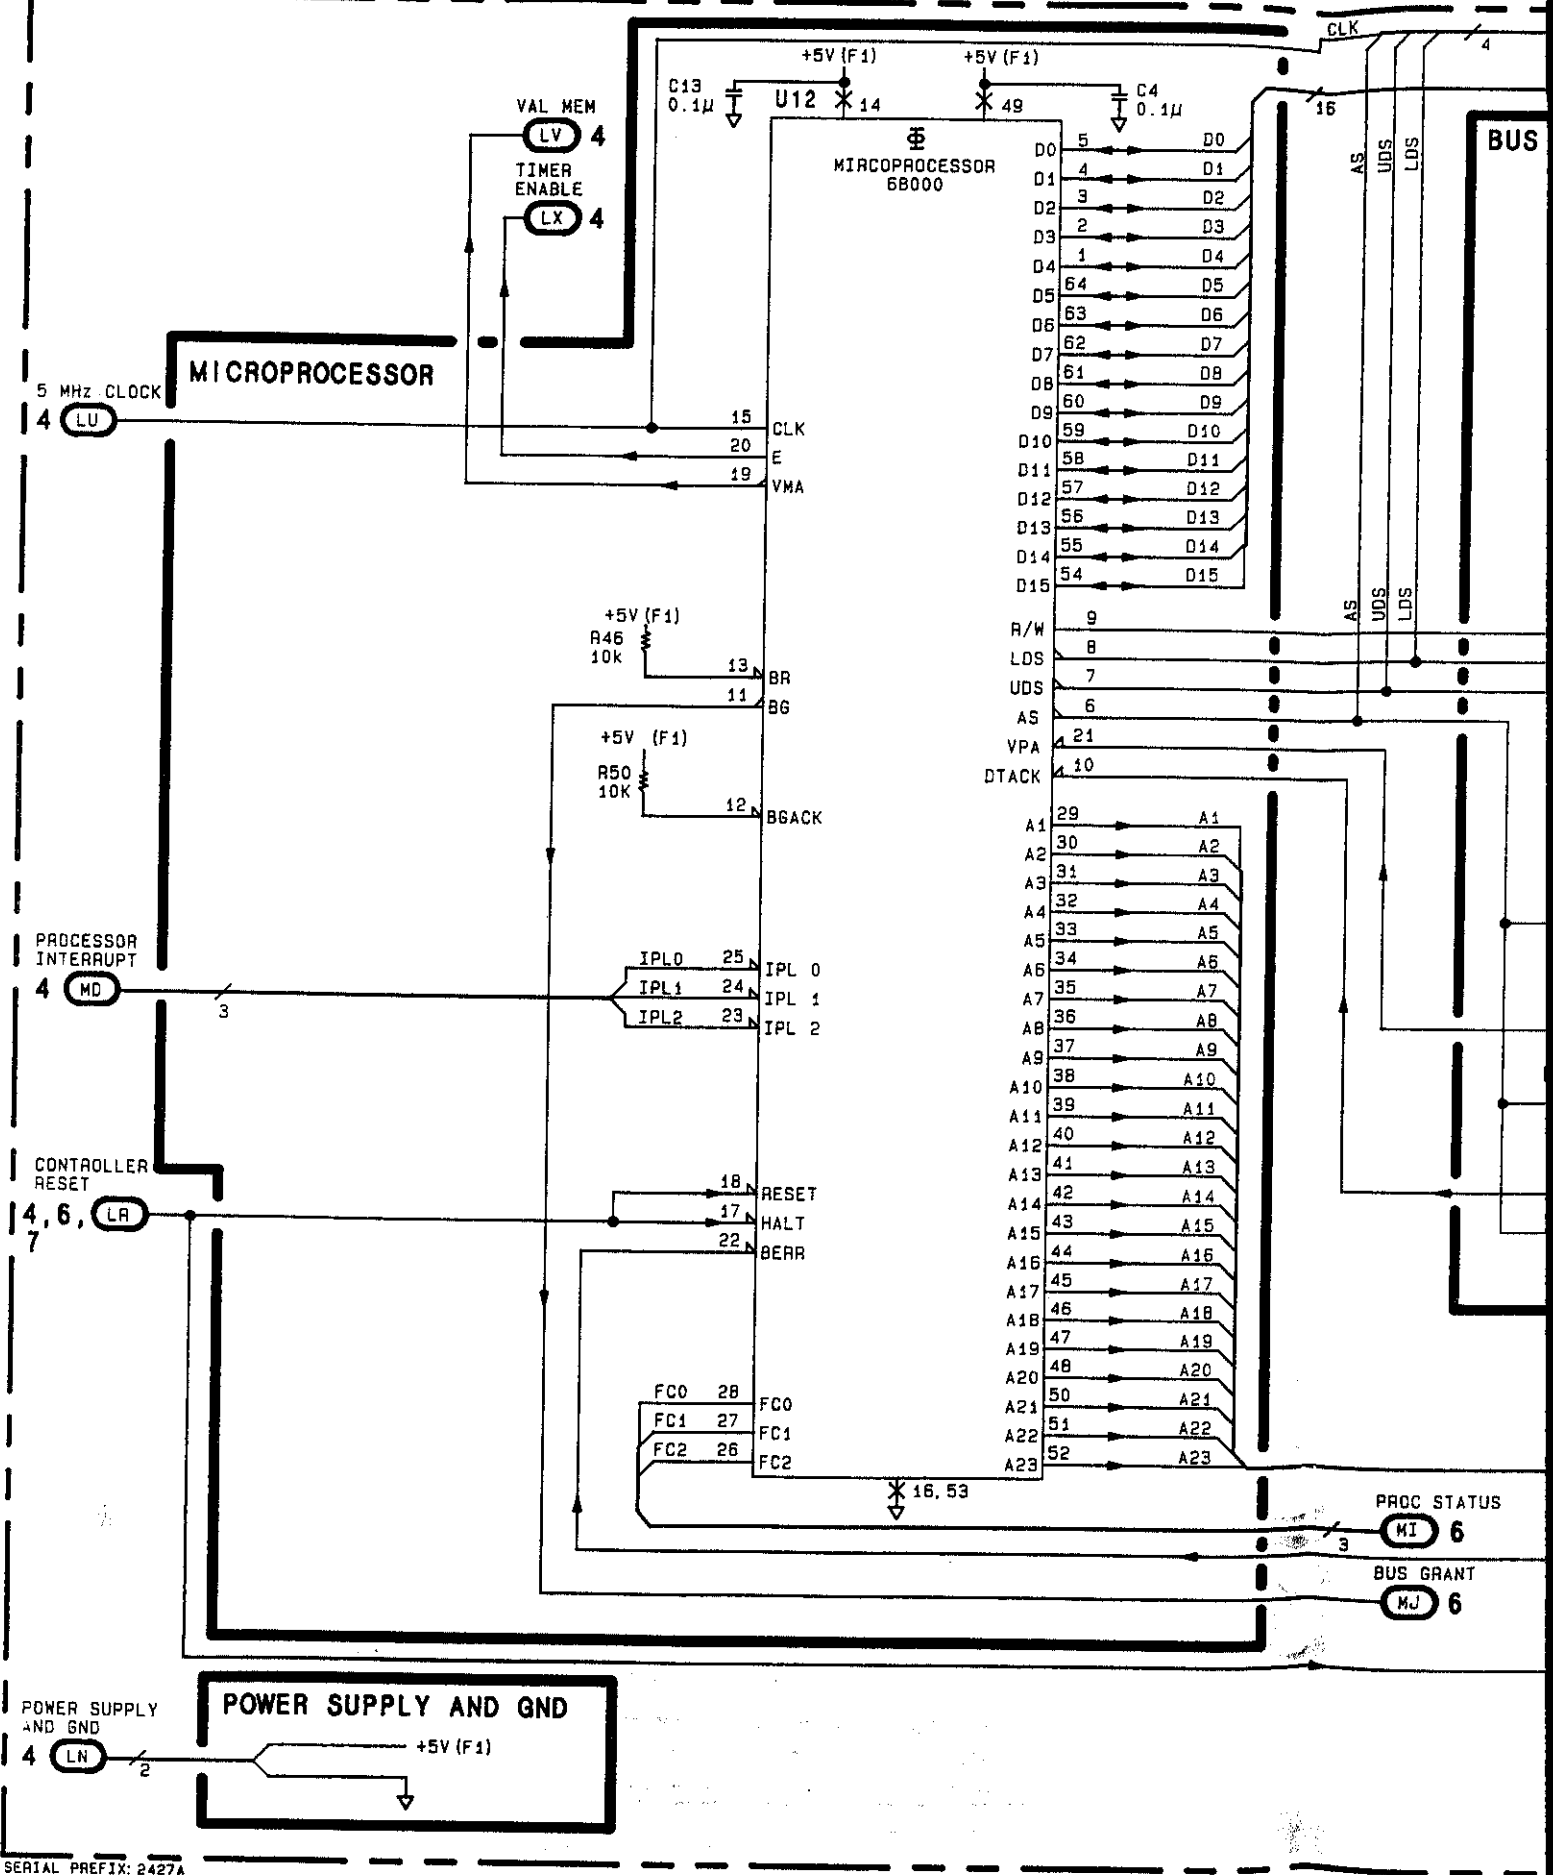 CLK
4
+5V (F1)
+5V (F1)
C13
0.1µ
U12
14
49
C4
0.1µ
16
VAL MEM
LV 4
TIMER
ENABLE
LX 4
Φ
MIRCOPROCESSOR
68000
BUS
AS
UDS
LDS
D0 5 D0
D1 4 D1
D2 3 D2
D3 2 D3
D4 1 D4
D5 64 D5
D6 63 D6
D7 62 D7
D8 61 D8
D9 60 D9
D10 59 D10
D11 58 D11
D12 57 D12
D13 56 D13
D14 55 D14
D15 54 D15
MICROPROCESSOR
5 MHz CLOCK
4 LU
15 CLK
20 E
19 VMA
AS
UDS
LDS
R/W 9
LDS 8
UDS 7
AS 6
VPA 21
DTACK 10
+5V (F1)
R46
10k
13 BR
11 BG
+5V (F1)
R50
10K
12 BGACK
A1 29 A1
A2 30 A2
A3 31 A3
A4 32 A4
A5 33 A5
A6 34 A6
A7 35 A7
A8 36 A8
A9 37 A9
A10 38 A10
A11 39 A11
A12 40 A12
A13 41 A13
A14 42 A14
A15 43 A15
A16 44 A16
A17 45 A17
A18 46 A18
A19 47 A19
A20 48 A20
A21 50 A21
A22 51 A22
A23 52 A23
PROCESSOR
INTERRUPT
4 MD
3
IPL0 25 IPL 0
IPL1 24 IPL 1
IPL2 23 IPL 2
CONTROLLER
RESET
4,6, LA
7
18 RESET
17 HALT
22 BERR
FC0 28 FC0
FC1 27 FC1
FC2 26 FC2
16,53
PROC STATUS
3
MI 6
BUS GRANT
MJ 6
POWER SUPPLY AND GND
POWER SUPPLY
AND GND
4 LN
2
+5V (F1)
SERIAL PREFIX: 2427A